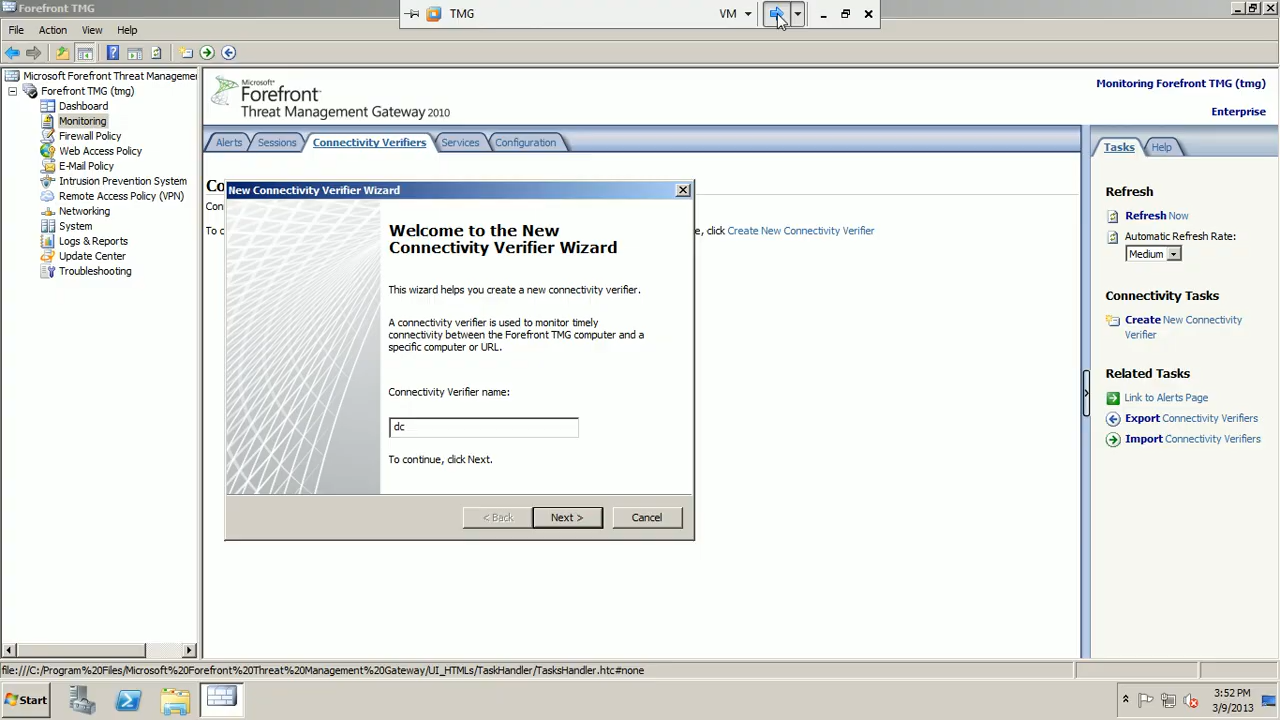 Forefront TMG
TMG
VM
File Action View Help
Microsoft Forefront Threat Manageme
Forefront TMG (tmg)
Dashboard
Monitoring
Firewall Policy
Web Access Policy
E-Mail Policy
Intrusion Prevention System
Remote Access Policy (VPN)
Networking
System
Logs & Reports
Update Center
Troubleshooting
Microsoft®
Forefront™
Threat Management Gateway 2010
Monitoring Forefront TMG (tmg)
Enterprise
Alerts Sessions Connectivity Verifiers Services Configuration
Co
Con
To c
e, click Create New Connectivity Verifier
New Connectivity Verifier Wizard
Welcome to the New
Connectivity Verifier Wizard
This wizard helps you create a new connectivity verifier.
A connectivity verifier is used to monitor timely
connectivity between the Forefront TMG computer and a
specific computer or URL.
Connectivity Verifier name:
dc
To continue, click Next.
< Back Next > Cancel
Tasks Help
Refresh
Refresh Now
Automatic Refresh Rate:
Medium
Connectivity Tasks
Create New Connectivity
Verifier
Related Tasks
Link to Alerts Page
Export Connectivity Verifiers
Import Connectivity Verifiers
file:///C:/Program%20Files/Microsoft%20Forefront%20Threat%20Management%20Gateway/UI_HTMLs/TaskHandler/TasksHandler.htc#none
Start
3:52 PM
3/9/2013